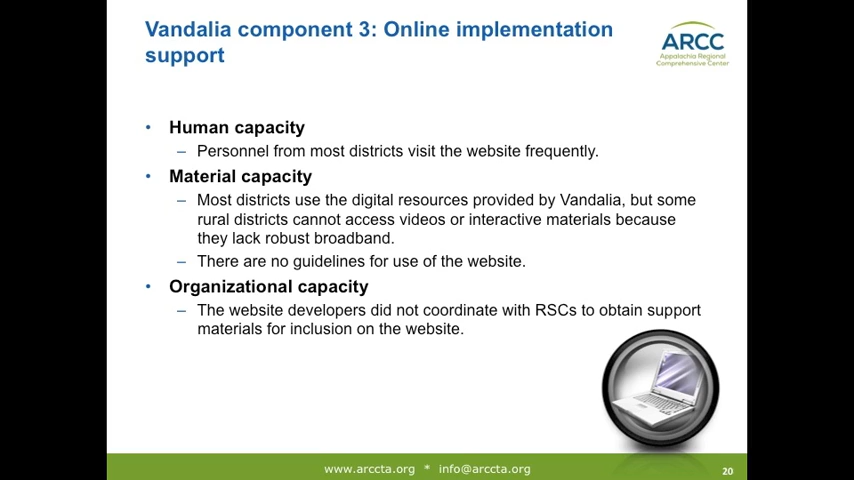 Vandalia component 3: Online implementation
support
ARCC
Appalachia Regional
Comprehensive Center
• Human capacity
– Personnel from most districts visit the website frequently.
• Material capacity
– Most districts use the digital resources provided by Vandalia, but some
rural districts cannot access videos or interactive materials because
they lack robust broadband.
– There are no guidelines for use of the website.
• Organizational capacity
– The website developers did not coordinate with RSCs to obtain support
materials for inclusion on the website.
www.arccta.org * info@arccta.org
20